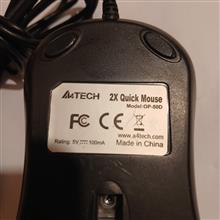 A4TECH 2X Quick Mouse
Model:OP-50D
FC CE
www.a4tech.com
Rating: 5V 100mA Made in China